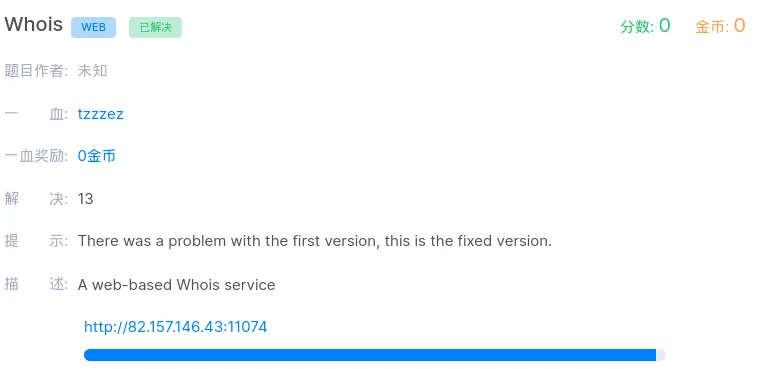 Whois WEB 已解决 分数: 0 金币: 0
题目作者: 未知
一 血: tzzzez
一血奖励: 0金币
解 决: 13
提 示: There was a problem with the first version, this is the fixed version.
描 述: A web-based Whois service
http://82.157.146.43:11074